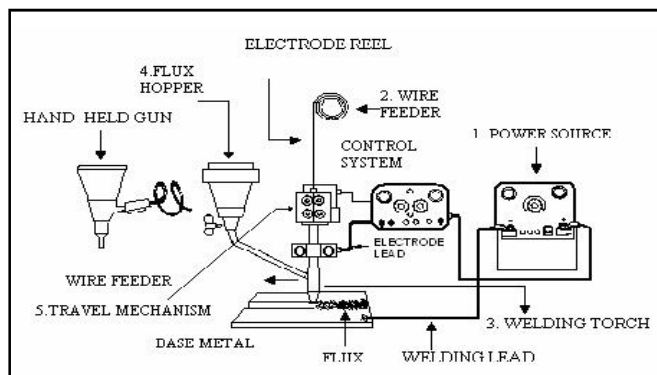 ELECTRODE REEL
4.FLUX
HOPPER
2. WIRE
FEEDER
HAND HELD GUN
CONTROL
SYSTEM
1. POWER SOURCE
ELECTRODE
LEAD
WIRE FEEDER
5.TRAVEL MECHANISM
3. WELDING TORCH
DASE METAL
FLUX
WELDING LEAD